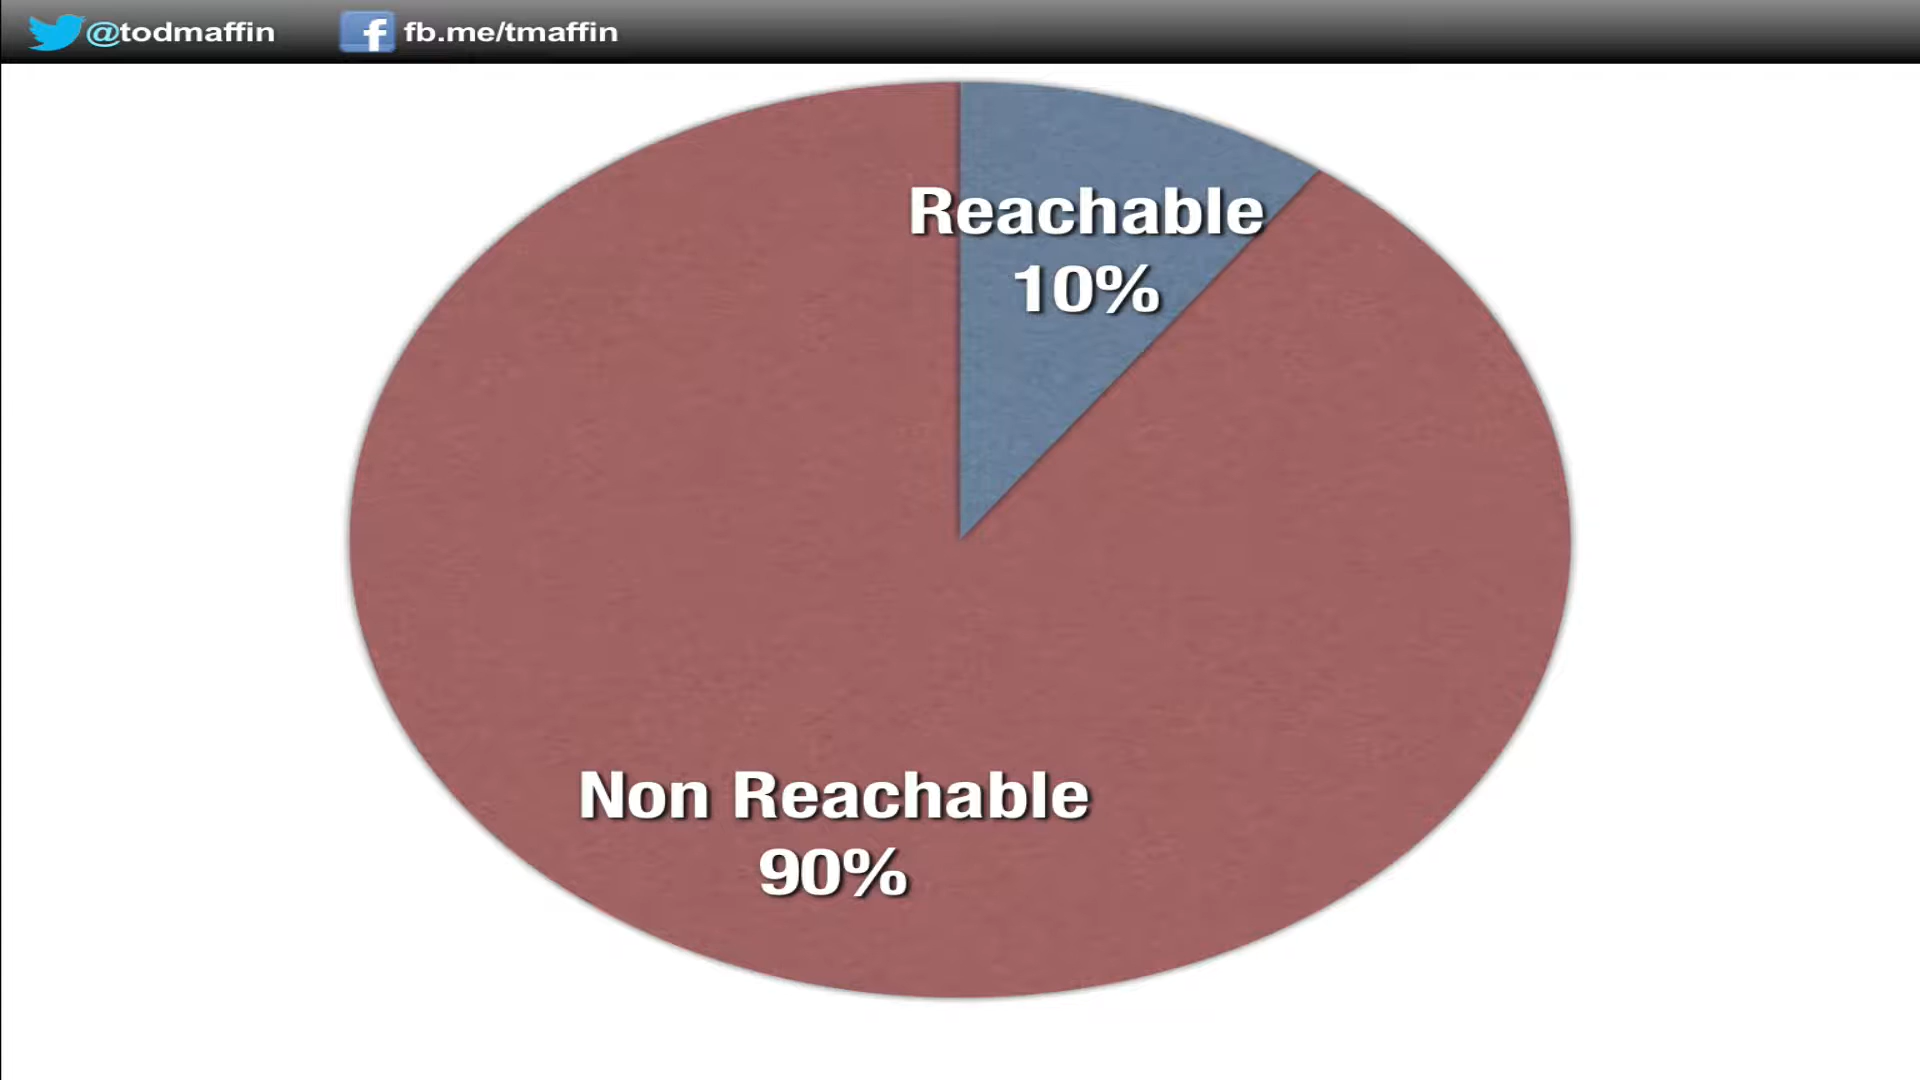 @todmaffin
fb.me/tmaffin
Reachable
10%
Non Reachable
90%